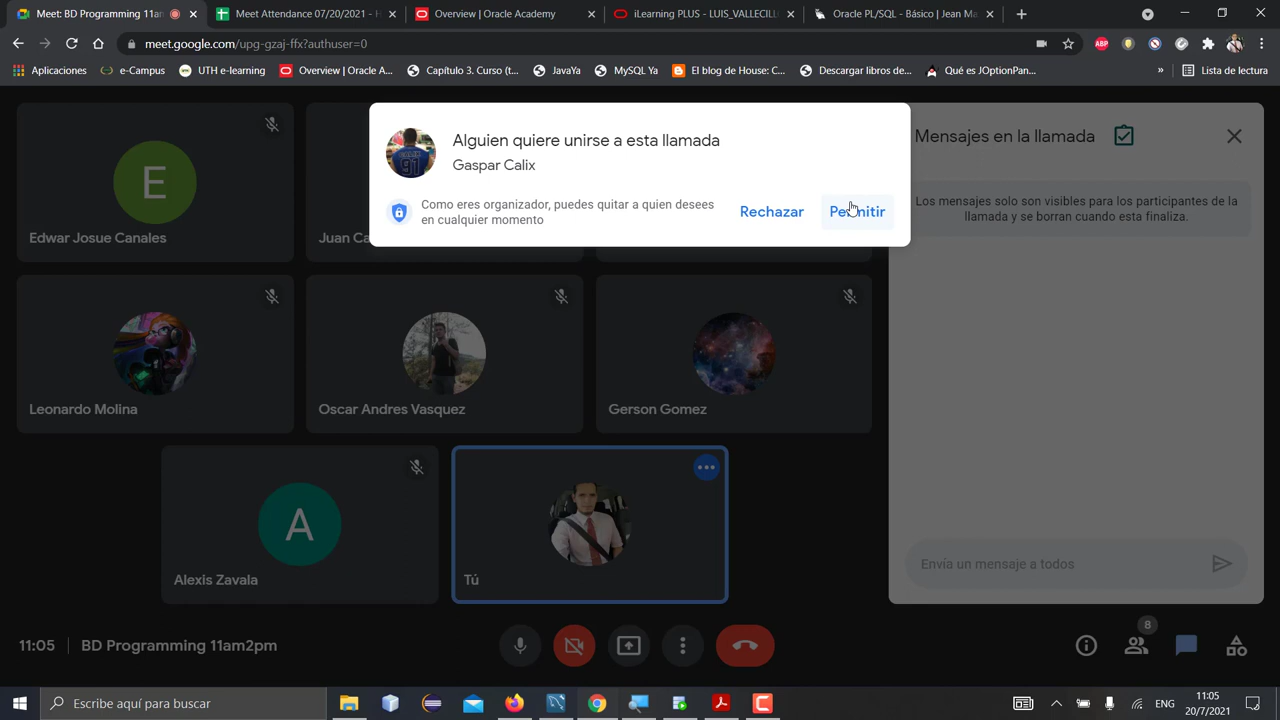 Meet: BD Programming 11am
Meet Attendance 07/20/2021 - H
Overview | Oracle Academy
iLearning PLUS - LUIS_VALLECILL
Oracle PL/SQL - Básico | Jean Ma
meet.google.com/upg-gzaj-ffx?authuser=0
ABP
Aplicaciones
e-Campus
UTH e-learning
Overview | Oracle A...
Capítulo 3. Curso (t...
JavaYa
MySQL Ya
El blog de House: C...
Descargar libros de...
Qué es JOptionPan...
»
Lista de lectura
E
Edwar Josue Canales
Juan Ca
Alguien quiere unirse a esta llamada
Gaspar Calix
CALIX
91
Como eres organizador, puedes quitar a quien desees
en cualquier momento
Rechazar
Permitir
Mensajes en la llamada
Los mensajes solo son visibles para los participantes de la
llamada y se borran cuando esta finaliza.
Leonardo Molina
Oscar Andres Vasquez
Gerson Gomez
A
Alexis Zavala
Tú
Envía un mensaje a todos
11:05 | BD Programming 11am2pm
8
Escribe aquí para buscar
ENG
11:05
20/7/2021